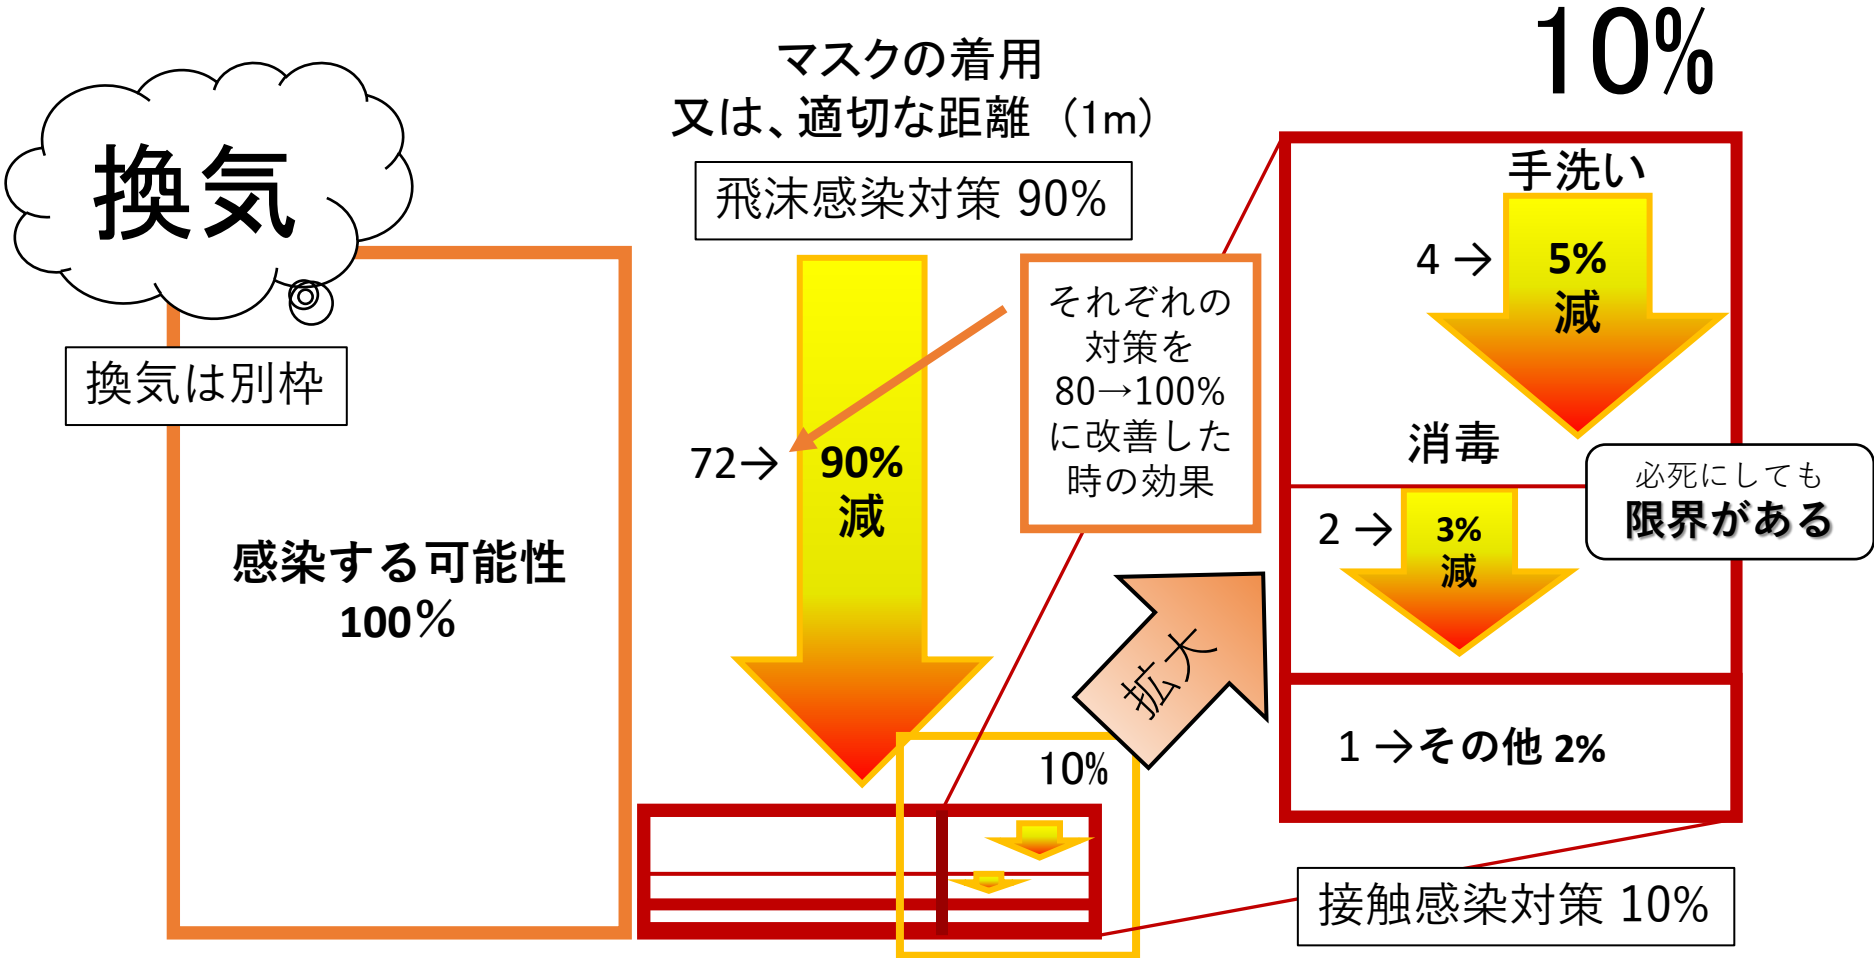 換気
換気は別枠
感染する可能性
100%
マスクの着用
又は、適切な距離（1m）
飛沫感染対策 90%
72→
90%
減
それぞれの
対策を
80→100%
に改善した
時の効果
拡大
10%
10%
手洗い
4 →
5%
減
消毒
必死にしても
限界がある
2 →
3%
減
1 →その他 2%
接触感染対策 10%